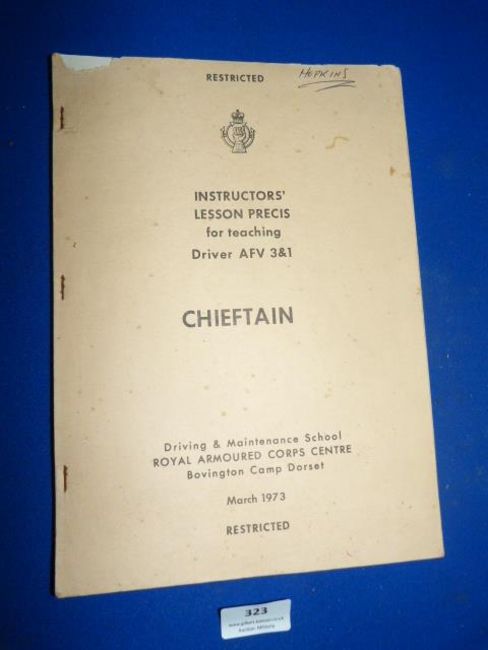 RESTRICTED
HOPKINS
INSTRUCTORS'
LESSON PRECIS
for teaching
Driver AFV 3&1
CHIEFTAIN
Driving & Maintenance School
ROYAL ARMOURED CORPS CENTRE
Bovington Camp Dorset
March 1973
RESTRICTED
323